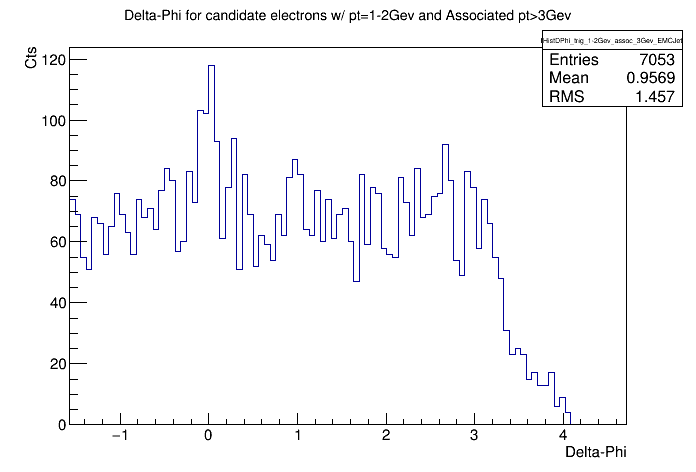 Delta-Phi for candidate electrons w/ pt=1-2Gev and Associated pt>3Gev
Cts
HistDPhi_trig_1-2Gev_assoc_3Gev_EMCJet
Entries 7053
Mean 0.9569
RMS 1.457
120
100
80
60
40
20
0
−1 0 1 2 3 4
Delta-Phi